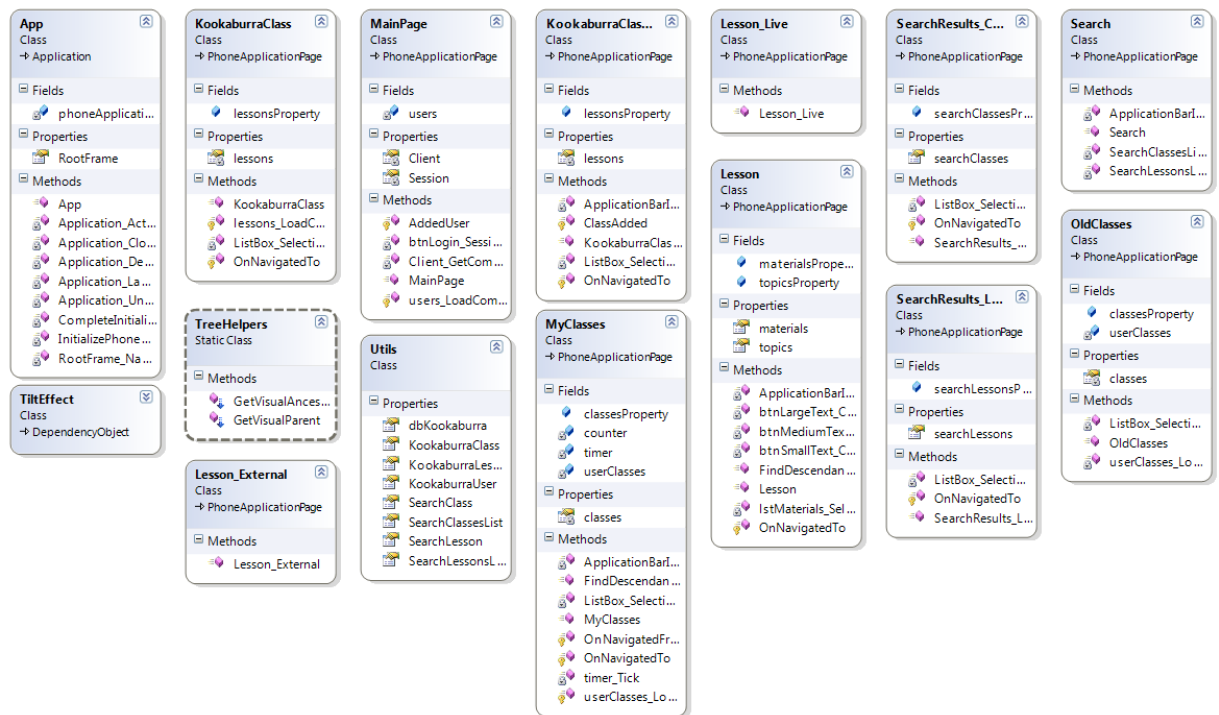 App
Class
Application
Fields
phoneApplicati...
Properties
RootFrame
Methods
App
Application_Act...
Application_Clo...
Application_De...
Application_La...
Application_Un...
CompleteInitiali...
InitializePhone...
RootFrame_Na...
TiltEffect
Class
DependencyObject
KookaburraClass
Class
PhoneApplicationPage
Fields
lessonsProperty
Properties
lessons
Methods
KookaburraClass
lessons_LoadC...
ListBox_Selecti...
OnNavigatedTo
TreeHelpers
Static Class
Methods
GetVisualAnces...
GetVisualParent
Lesson_External
Class
PhoneApplicationPage
Methods
Lesson_External
MainPage
Class
PhoneApplicationPage
Fields
users
Properties
Client
Session
Methods
AddedUser
btnLogin_Sessi...
Client_GetCom...
MainPage
users_LoadCom...
Utils
Class
Properties
dbKookaburra
KookaburraClass
KookaburraLes...
KookaburraUser
SearchClass
SearchClassesList
SearchLesson
SearchLessonsL...
KookaburraClas...
Class
PhoneApplicationPage
Fields
lessonsProperty
Properties
lessons
Methods
ApplicationBarI...
ClassAdded
KookaburraClas...
ListBox_Selecti...
OnNavigatedTo
MyClasses
Class
PhoneApplicationPage
Fields
classesProperty
counter
timer
userClasses
Properties
classes
Methods
ApplicationBarI...
FindDescendan...
ListBox_Selecti...
MyClasses
OnNavigatedFr...
OnNavigatedTo
timer_Tick
userClasses_Lo...
Lesson_Live
Class
PhoneApplicationPage
Methods
Lesson_Live
Lesson
Class
PhoneApplicationPage
Fields
materialsPrope...
topicsProperty
Properties
materials
topics
Methods
ApplicationBarI...
btnLargeText_C...
btnMediumTex...
btnSmallText_C...
FindDescendan...
Lesson
lstMaterials_Sel...
OnNavigatedTo
SearchResults_C...
Class
PhoneApplicationPage
Fields
searchClassesPr...
Properties
searchClasses
Methods
ListBox_Selecti...
OnNavigatedTo
SearchResults_...
SearchResults_L...
Class
PhoneApplicationPage
Fields
searchLessonsP...
Properties
searchLessons
Methods
ListBox_Selecti...
OnNavigatedTo
SearchResults_L...
Search
Class
PhoneApplicationPage
Methods
ApplicationBarI...
Search
SearchClassesLi...
SearchLessonsL...
OldClasses
Class
PhoneApplicationPage
Fields
classesProperty
userClasses
Properties
classes
Methods
ListBox_Selecti...
OldClasses
userClasses_Lo...